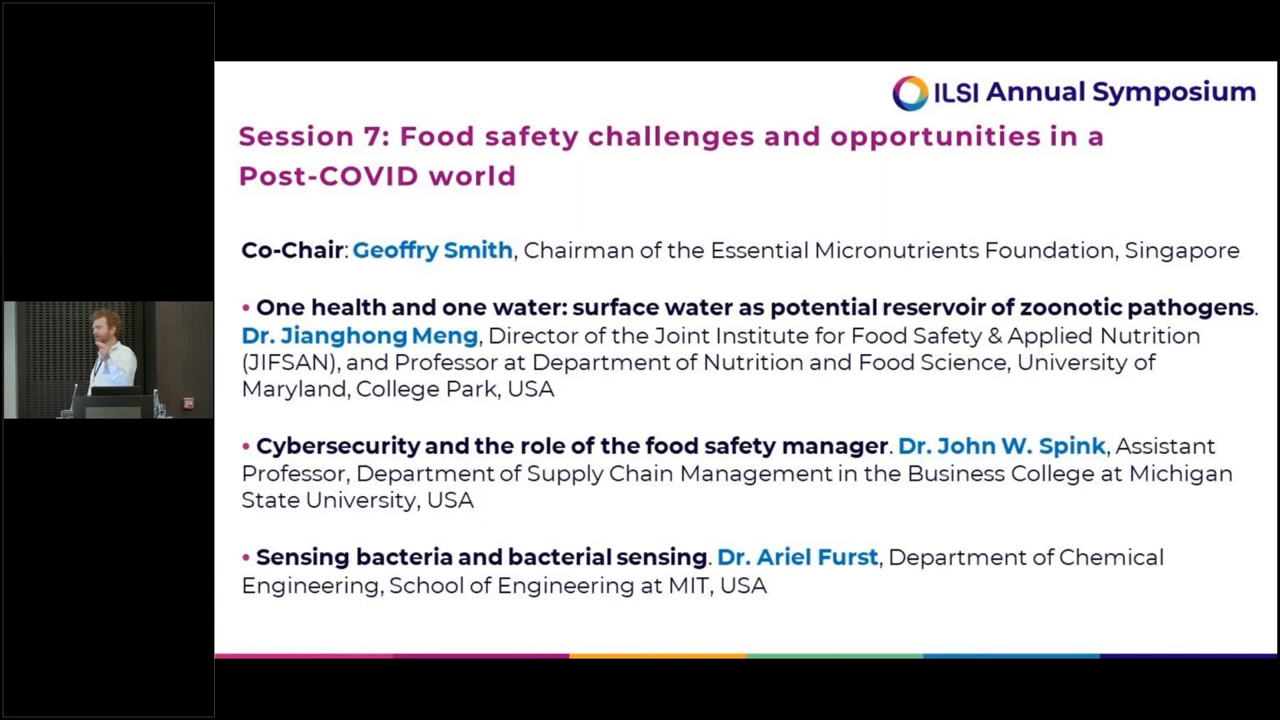 ILSI Annual Symposium
Session 7: Food safety challenges and opportunities in a
Post-COVID world
Co-Chair: Geoffry Smith, Chairman of the Essential Micronutrients Foundation, Singapore
• One health and one water: surface water as potential reservoir of zoonotic pathogens.
Dr. Jianghong Meng, Director of the Joint Institute for Food Safety & Applied Nutrition
(JIFSAN), and Professor at Department of Nutrition and Food Science, University of
Maryland, College Park, USA
• Cybersecurity and the role of the food safety manager. Dr. John W. Spink, Assistant
Professor, Department of Supply Chain Management in the Business College at Michigan
State University, USA
• Sensing bacteria and bacterial sensing. Dr. Ariel Furst, Department of Chemical
Engineering, School of Engineering at MIT, USA